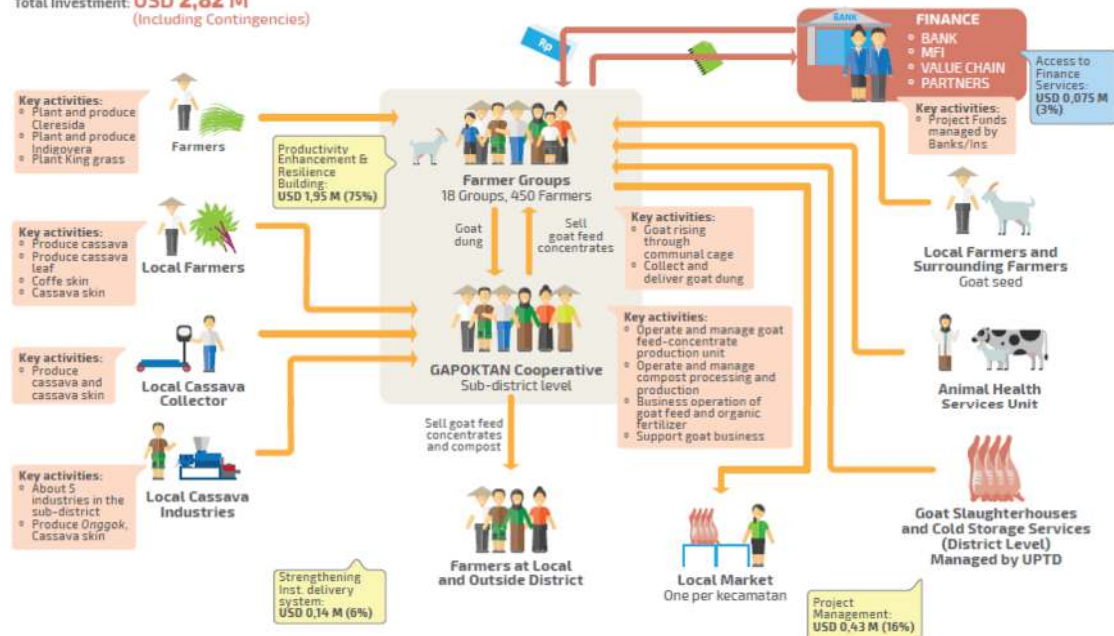 Total Investment: USD 2,82 M
(Including Contingencies)
BANK
Rp
FINANCE
BANK
MFI
VALUE CHAIN
PARTNERS
Access to
Finance
Services:
USD 0,075 M
(3%)
Key activities:
Project Funds
managed by
Banks/Ins
Key activities:
Plant and produce
Cleresida
Plant and produce
Indigovera
Plant King grass
Farmers
Productivity
Enhancement &
Resilience
Building:
USD 1,95 M (75%)
Farmer Groups
18 Groups, 450 Farmers
Goat
dung
Sell
goat feed
concentrates
Key activities:
Goat rising
through
communal cage
Collect and
deliver goat dung
Local Farmers and
Surrounding Farmers
Goat seed
Key activities:
Produce cassava
Produce cassava
leaf
Coffe skin
Cassava skin
Local Farmers
GAPOKTAN Cooperative
Sub-district level
Key activities:
Operate and manage goat
feed-concentrate
production unit
Operate and manage
compost processing and
production
Business operation of
goat feed and organic
fertilizer
Support goat business
Animal Health
Services Unit
Key activities:
Produce
cassava and
cassava skin
Local Cassava
Collector
Sell goat feed
concentrates
and compost
Key activities:
About 5
industries in the
sub-district
Produce Onggok,
Cassava skin
Local Cassava
Industries
Farmers at Local
and Outside District
Local Market
One per kecamatan
Goat Slaughterhouses
and Cold Storage Services
(District Level)
Managed by UPTD
Strengthening
Inst. delivery
system:
USD 0,14 M (6%)
Project
Management:
USD 0,43 M (16%)